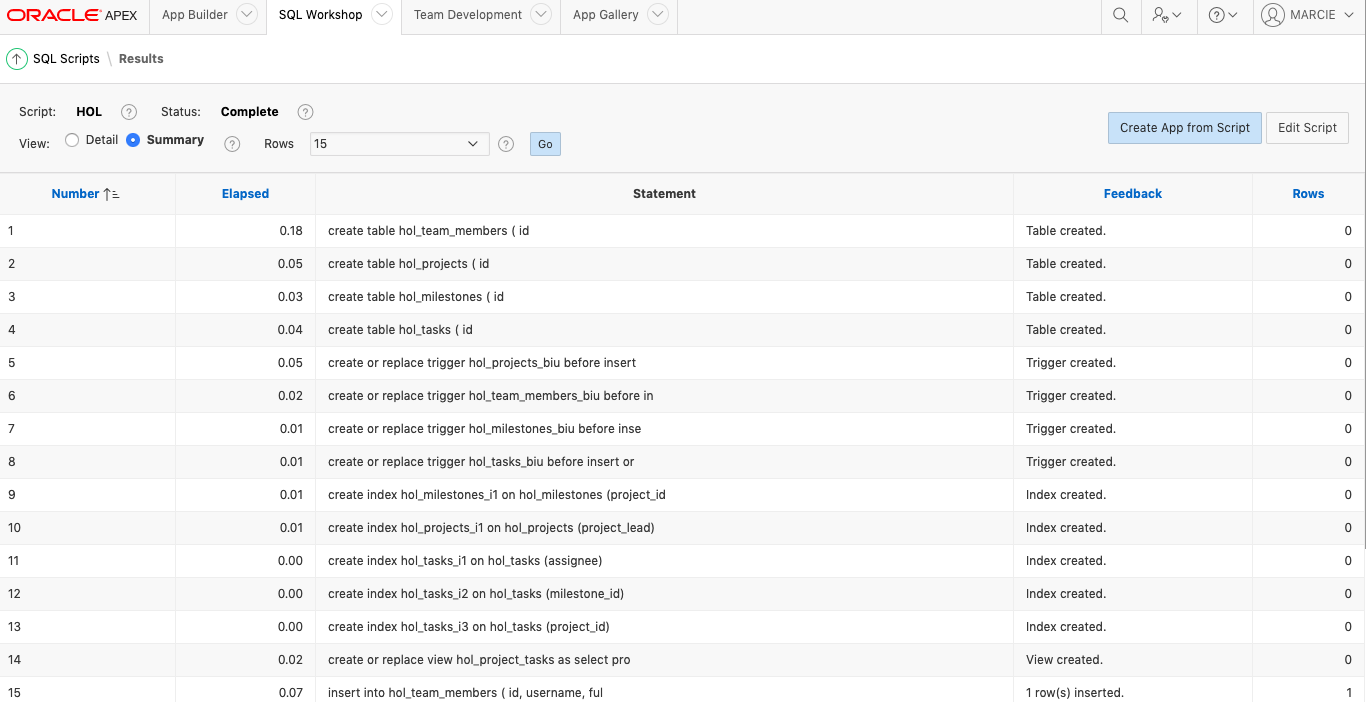 ORACLE APEX App Builder SQL Workshop Team Development App Gallery MARCIE
SQL Scripts \ Results
Script: HOL ? Status: Complete ?
Create App from Script Edit Script
View: Detail Summary ? Rows 15 ? Go
Number Elapsed Statement Feedback Rows
1 0.18 create table hol_team_members ( id Table created. 0
2 0.05 create table hol_projects ( id Table created. 0
3 0.03 create table hol_milestones ( id Table created. 0
4 0.04 create table hol_tasks ( id Table created. 0
5 0.05 create or replace trigger hol_projects_biu before insert Trigger created. 0
6 0.02 create or replace trigger hol_team_members_biu before in Trigger created. 0
7 0.01 create or replace trigger hol_milestones_biu before inse Trigger created. 0
8 0.01 create or replace trigger hol_tasks_biu before insert or Trigger created. 0
9 0.01 create index hol_milestones_i1 on hol_milestones (project_id Index created. 0
10 0.01 create index hol_projects_i1 on hol_projects (project_lead) Index created. 0
11 0.00 create index hol_tasks_i1 on hol_tasks (assignee) Index created. 0
12 0.00 create index hol_tasks_i2 on hol_tasks (milestone_id) Index created. 0
13 0.00 create index hol_tasks_i3 on hol_tasks (project_id) Index created. 0
14 0.02 create or replace view hol_project_tasks as select pro View created. 0
15 0.07 insert into hol_team_members ( id, username, ful 1 row(s) inserted. 1